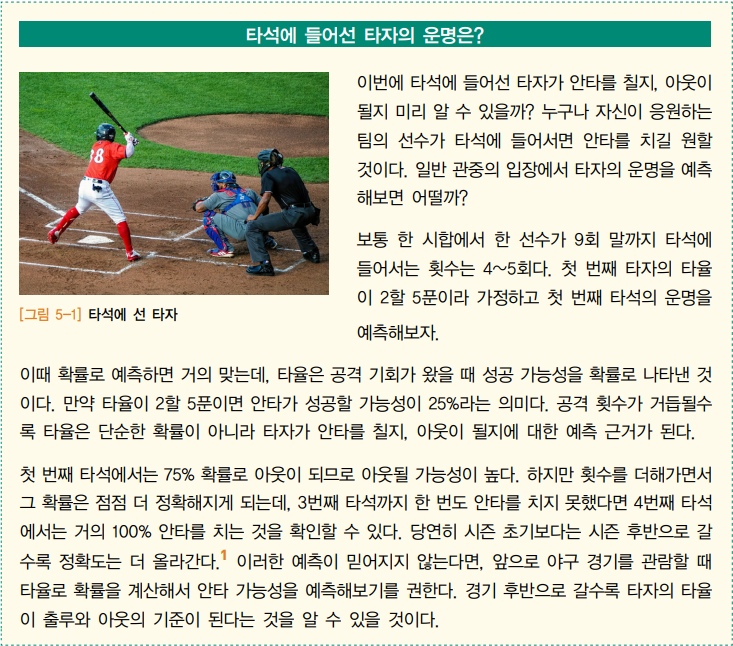 타석에 들어선 타자의 운명은?
38
[그림 5-1] 타석에 선 타자
이번에 타석에 들어선 타자가 안타를 칠지, 아웃이
될지 미리 알 수 있을까? 누구나 자신이 응원하는
팀의 선수가 타석에 들어서면 안타를 치길 원할
것이다. 일반 관중의 입장에서 타자의 운명을 예측
해보면 어떨까?
보통 한 시합에서 한 선수가 9회 말까지 타석에
들어서는 횟수는 4~5회다. 첫 번째 타자의 타율
이 2할 5푼이라 가정하고 첫 번째 타석의 운명을
예측해보자.
이때 확률로 예측하면 거의 맞는데, 타율은 공격 기회가 왔을 때 성공 가능성을 확률로 나타낸 것
이다. 만약 타율이 2할 5푼이면 안타가 성공할 가능성이 25%라는 의미다. 공격 횟수가 거듭될수
록 타율은 단순한 확률이 아니라 타자가 안타를 칠지, 아웃이 될지에 대한 예측 근거가 된다.
첫 번째 타석에서는 75% 확률로 아웃이 되므로 아웃될 가능성이 높다. 하지만 횟수를 더해가면서
그 확률은 점점 더 정확해지게 되는데, 3번째 타석까지 한 번도 안타를 치지 못했다면 4번째 타석
에서는 거의 100% 안타를 치는 것을 확인할 수 있다. 당연히 시즌 초기보다는 시즌 후반으로 갈
수록 정확도는 더 올라간다.1 이러한 예측이 믿어지지 않는다면, 앞으로 야구 경기를 관람할 때
타율로 확률을 계산해서 안타 가능성을 예측해보기를 권한다. 경기 후반으로 갈수록 타자의 타율
이 출루와 아웃의 기준이 된다는 것을 알 수 있을 것이다.